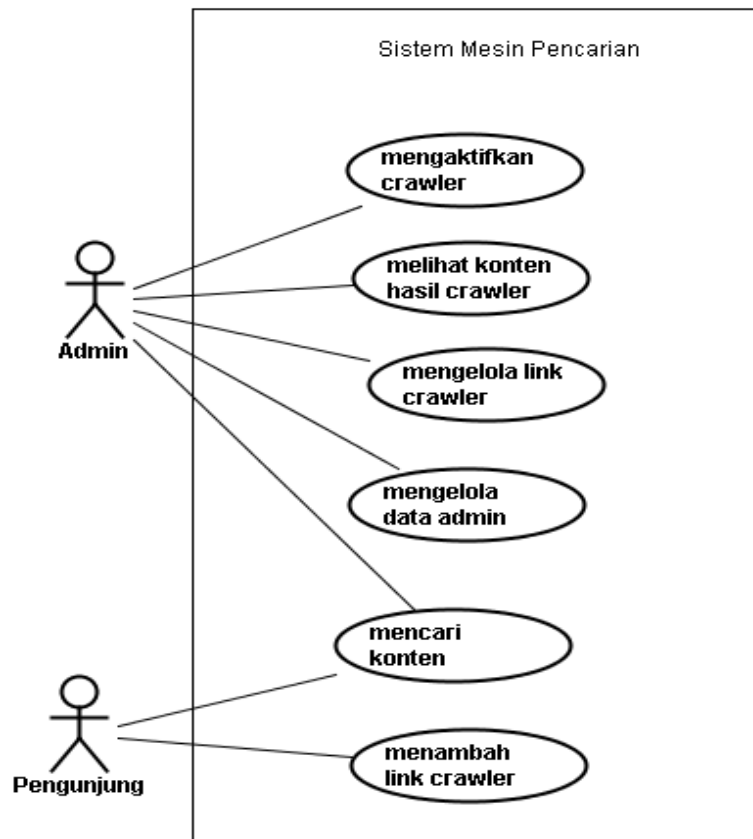 Sistem Mesin Pencarian
mengaktifkan
crawler
melihat konten
hasil crawler
Admin
mengelola link
crawler
mengelola
data admin
mencari
konten
Pengunjung
menambah
link crawler